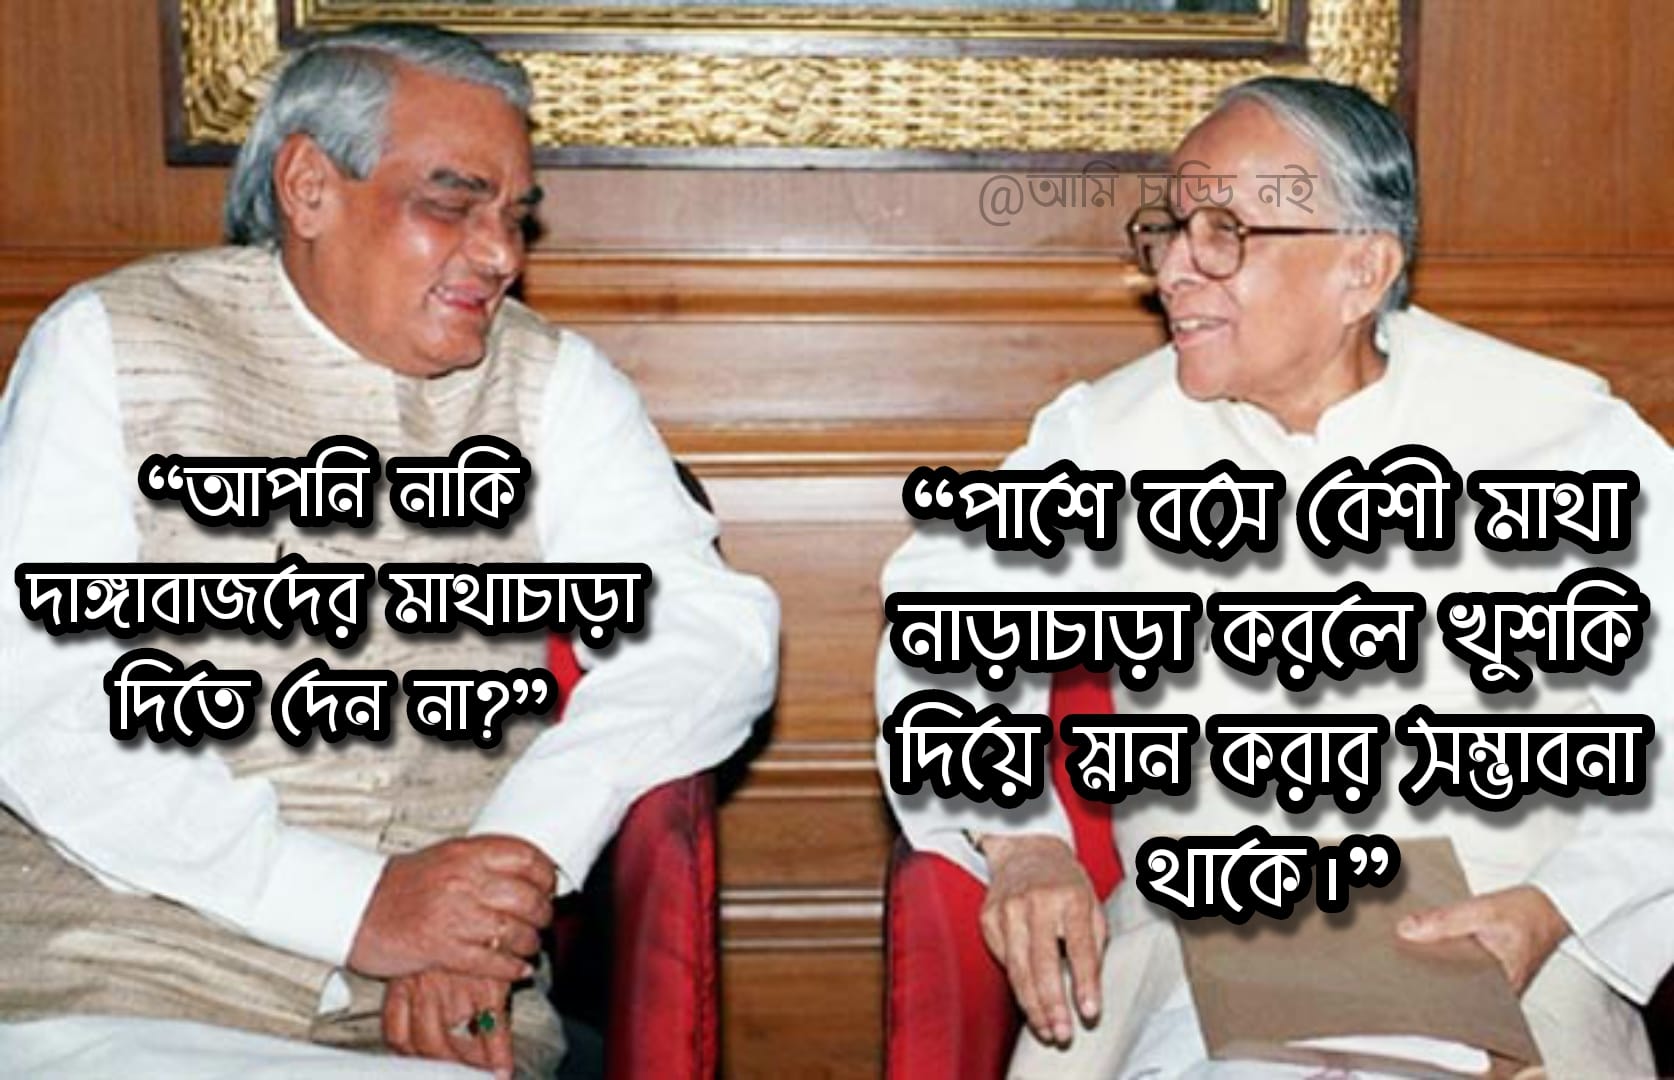 @আমি চাড্ডি নই
“আপনি নাকি
দাঙ্গাবাজদের মাথাচাড়া
দিতে দেন না?”
“পাশে বসে বেশী মাথা
নাড়াচাড়া করলে খুশকি
দিয়ে স্নান করার সম্ভাবনা
থাকে।”